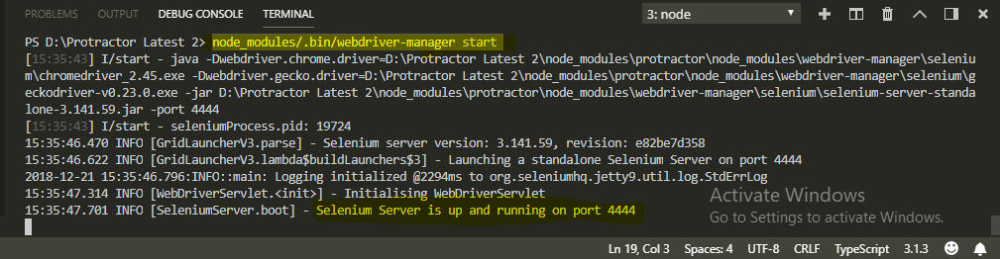 PROBLEMS OUTPUT DEBUG CONSOLE TERMINAL 3: node
PS D:\Protractor Latest 2> node_modules/.bin/webdriver-manager start
[15:35:43] I/start - java -Dwebdriver.chrome.driver=D:\Protractor Latest 2\node_modules\protractor\node_modules\webdriver-manager\seleniu
m\chromedriver_2.45.exe -Dwebdriver.gecko.driver=D:\Protractor Latest 2\node_modules\protractor\node_modules\webdriver-manager\selenium\g
eckodriver-v0.23.0.exe -jar D:\Protractor Latest 2\node_modules\protractor\node_modules\webdriver-manager\selenium\selenium-server-standa
lone-3.141.59.jar -port 4444
[15:35:43] I/start - seleniumProcess.pid: 19724
15:35:46.470 INFO [GridLauncherV3.parse] - Selenium server version: 3.141.59, revision: e82be7d358
15:35:46.622 INFO [GridLauncherV3.lambda$buildLaunchers$3] - Launching a standalone Selenium Server on port 4444
2018-12-21 15:35:46.796:INFO::main: Logging initialized @2294ms to org.seleniumhq.jetty9.util.log.StdErrLog
15:35:47.314 INFO [WebDriverServlet.<init>] - Initialising WebDriverServlet
15:35:47.701 INFO [SeleniumServer.boot] - Selenium Server is up and running on port 4444
Activate Windows
Go to Settings to activate Windows.
Ln 19, Col 3 Spaces: 4 UTF-8 CRLF TypeScript 3.1.3